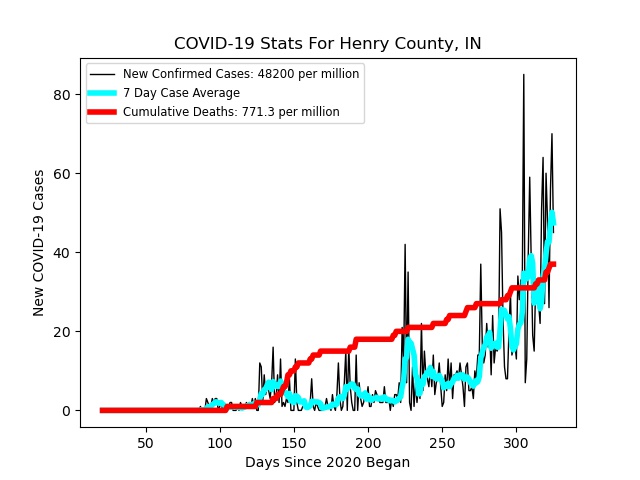 COVID-19 Stats For Henry County, IN
New Confirmed Cases: 48200 per million
7 Day Case Average
Cumulative Deaths: 771.3 per million
New COVID-19 Cases
80
60
40
20
0
50 100 150 200 250 300
Days Since 2020 Began